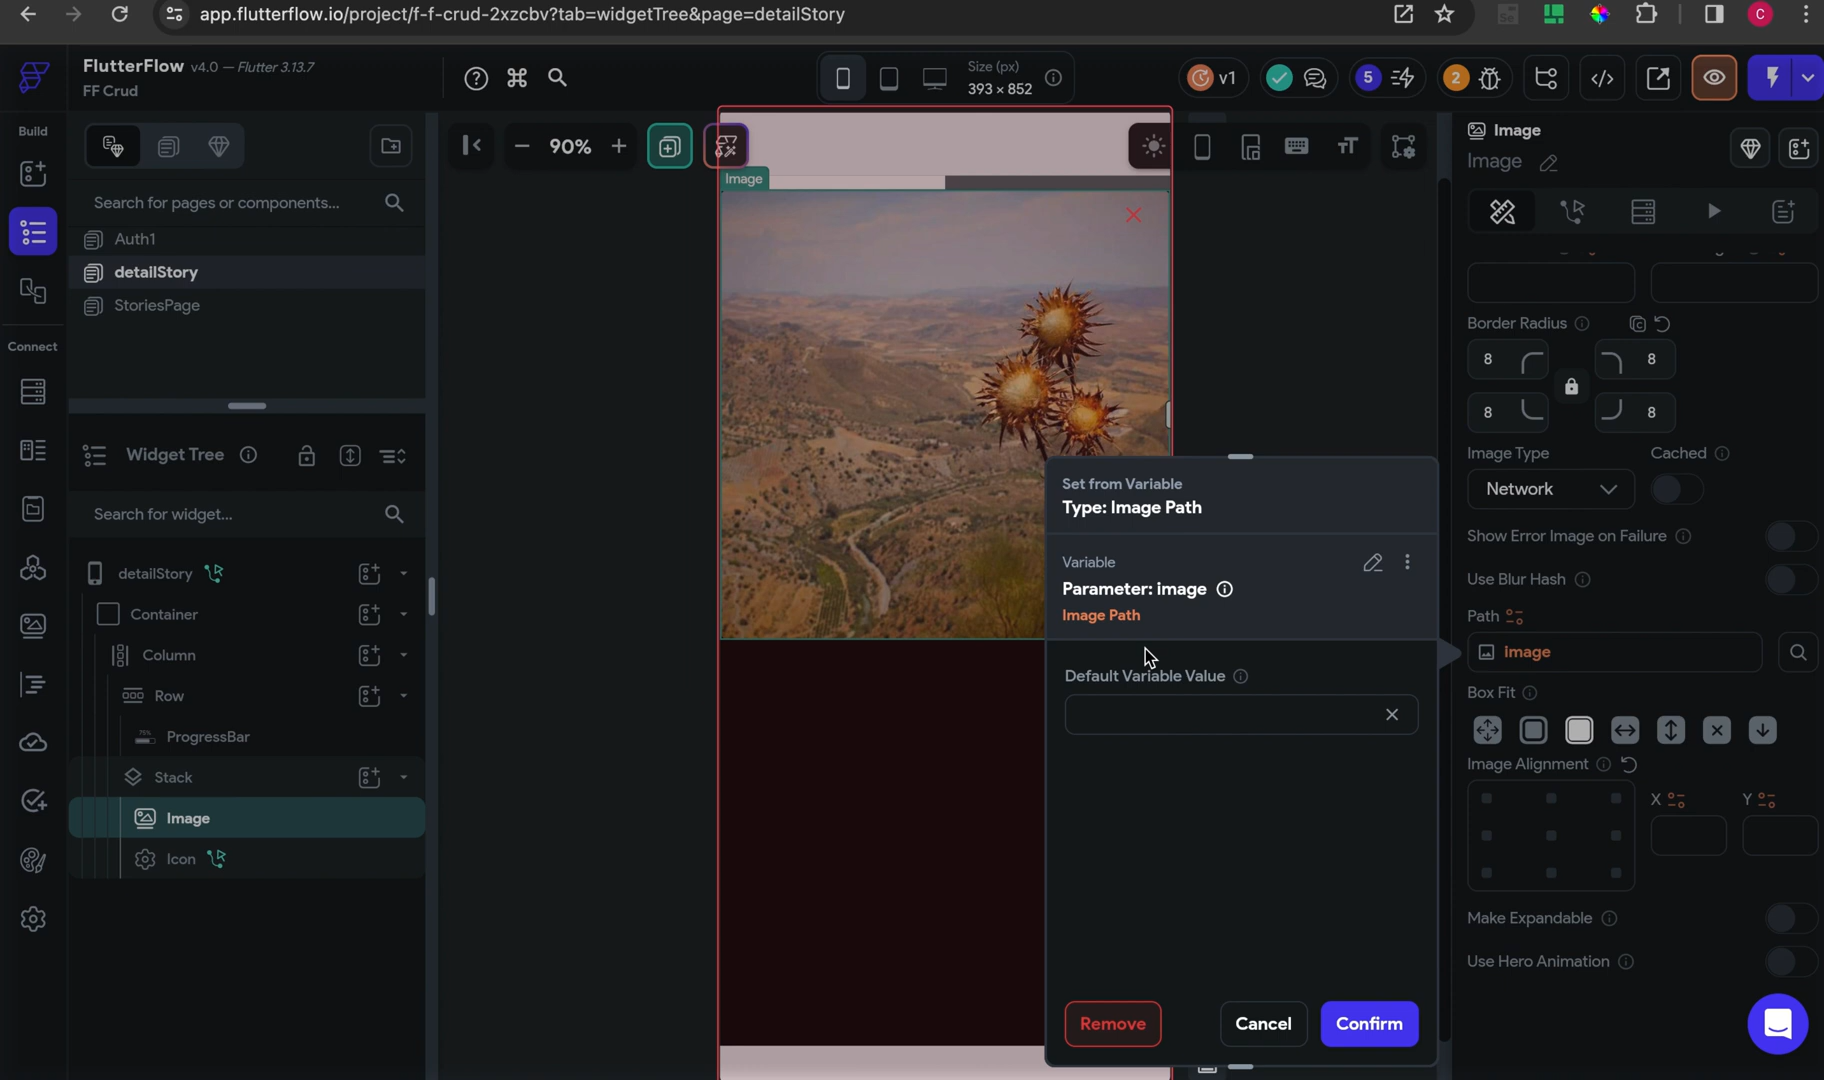 app.flutterflow.io/project/f-f-crud-2xzcbv?tab=widgetTree&page=detailStory
C
FlutterFlow v4.0 — Flutter 3.13.7
FF Crud
Size (px)
393 × 852
v1
5
2
Build
Connect
Search for pages or components...
Auth1
detailStory
StoriesPage
Widget Tree
Search for widget...
detailStory
Container
Column
Row
75%
ProgressBar
Stack
Image
Icon
90%
Image
Set from Variable
Type: Image Path
Variable
Parameter: image
Image Path
Default Variable Value
Remove
Cancel
Confirm
Image
Image
Border Radius
8
8
8
8
Image Type
Cached
Network
Show Error Image on Failure
Use Blur Hash
Path
image
Box Fit
Image Alignment
X
Y
Make Expandable
Use Hero Animation